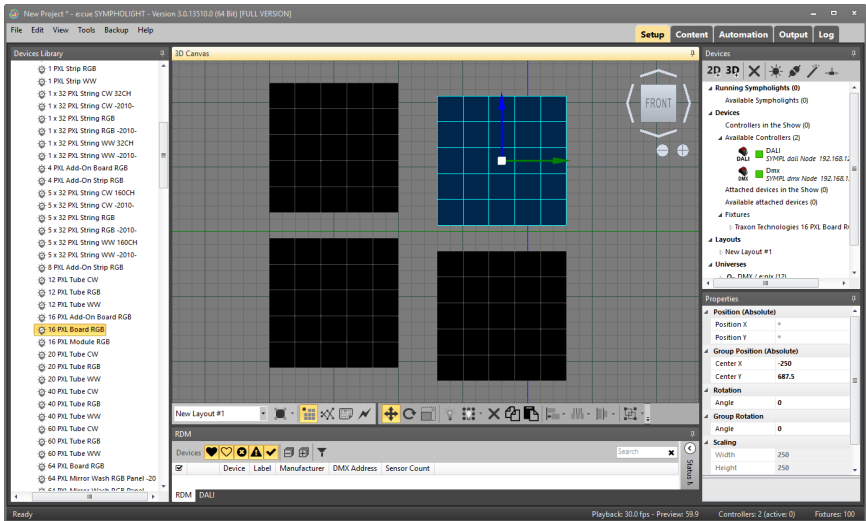 New Project * - e:cue SYMPHOLIGHT - Version 3.0.13510.0 (64 Bit) [FULL VERSION]
File Edit View Tools Backup Help
Setup Content Automation Output Log
Devices Library
1 PXL Strip RGB
1 PXL Strip WW
1 x 32 PXL String CW 32CH
1 x 32 PXL String CW -2010-
1 x 32 PXL String RGB
1 x 32 PXL String RGB -2010-
1 x 32 PXL String WW 32CH
1 x 32 PXL String WW -2010-
4 PXL Add-On Board RGB
4 PXL Add-On Strip RGB
5 x 32 PXL String CW 160CH
5 x 32 PXL String CW -2010-
5 x 32 PXL String RGB
5 x 32 PXL String RGB -2010-
5 x 32 PXL String WW 160CH
5 x 32 PXL String WW -2010-
8 PXL Add-On Strip RGB
12 PXL Tube CW
12 PXL Tube RGB
12 PXL Tube WW
16 PXL Add-On Board RGB
16 PXL Board RGB
16 PXL Module RGB
20 PXL Tube CW
20 PXL Tube RGB
20 PXL Tube WW
40 PXL Tube CW
40 PXL Tube RGB
40 PXL Tube WW
60 PXL Tube CW
60 PXL Tube RGB
60 PXL Tube WW
64 PXL Board RGB
64 PXL Mirror Wash RGB Panel -20
64 PXL Mirror Wash RGB Panel
3D Canvas
FRONT
New Layout #1
RDM
Devices
Search
Device Label Manufacturer DMX Address Sensor Count
Status M
RDM DALI
Devices
2D 3D
Running Sympholights (0)
Available Sympholights (0)
Devices
Controllers in the Show (0)
Available Controllers (2)
DALI
DALI SYMPL dali Node 192.168.12
Dmx
DMX SYMPL dmx Node 192.168.1
Attached devices in the Show (0)
Available attached devices (0)
Fixtures
Traxon Technologies 16 PXL Board R
Layouts
New Layout #1
Universes
DMX / e:pix (17)
Properties
Position (Absolute)
Position X *
Position Y *
Group Position (Absolute)
Center X -250
Center Y 687.5
Rotation
Angle 0
Group Rotation
Angle 0
Scaling
Width 250
Height 250
Ready
Playback: 30.0 fps - Preview: 59.9 Controllers: 2 (active: 0) Fixtures: 100